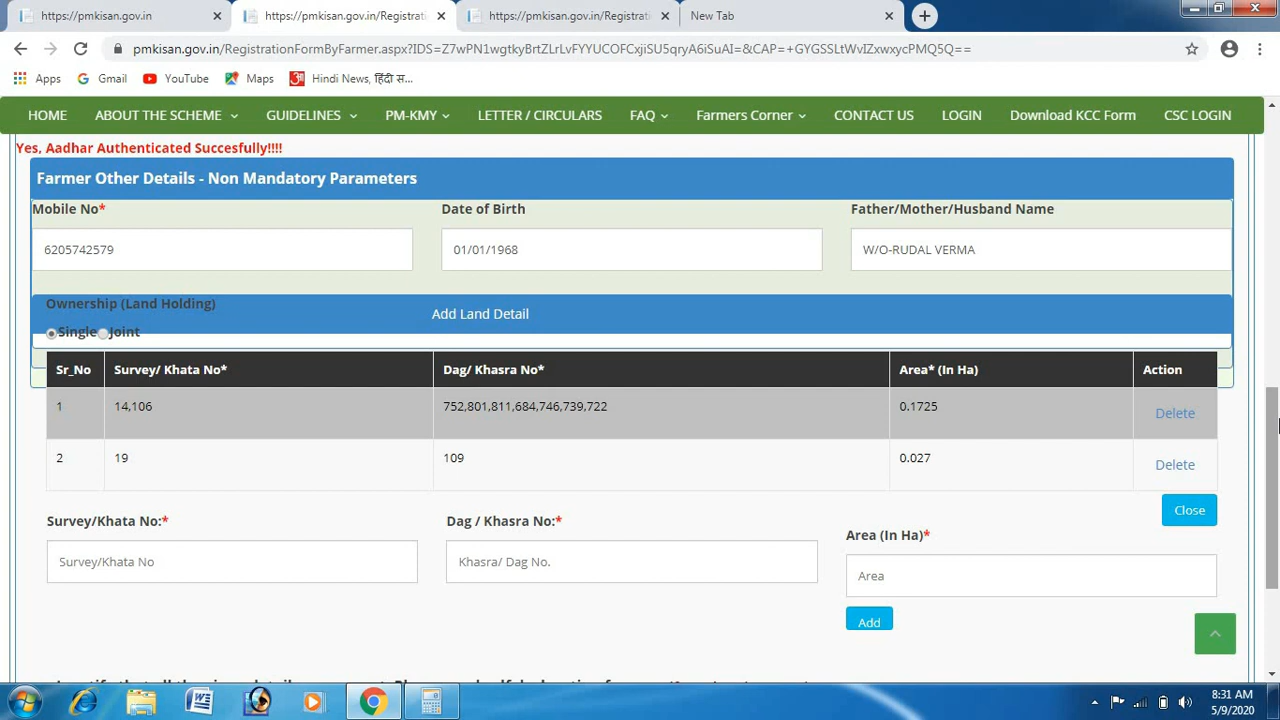 https://pmkisan.gov.in
https://pmkisan.gov.in/Registrati
https://pmkisan.gov.in/Registrati
New Tab
pmkisan.gov.in/RegistrationFormByFarmer.aspx?IDS=Z7wPN1wgtkyBrtZLrLvFYYUCOFCxjiSU5qryA6iSuAI=&CAP=+GYGSSLtWvIZxwxycPMQ5Q==
Apps
Gmail
YouTube
Maps
Hindi News, हिंदी स...
HOME
ABOUT THE SCHEME
GUIDELINES
PM-KMY
LETTER / CIRCULARS
FAQ
Farmers Corner
CONTACT US
LOGIN
Download KCC Form
CSC LOGIN
Yes, Aadhar Authenticated Succesfully!!!!
Farmer Other Details - Non Mandatory Parameters
Mobile No*
Date of Birth
Father/Mother/Husband Name
6205742579
01/01/1968
W/O-RUDAL VERMA
Ownership (Land Holding)
Add Land Detail
Single
Joint
Sr_No
Survey/ Khata No*
Dag/ Khasra No*
Area* (In Ha)
Action
1
14,106
752,801,811,684,746,739,722
0.1725
Delete
2
19
109
0.027
Delete
Close
Survey/Khata No:*
Dag / Khasra No:*
Area (In Ha)*
Survey/Khata No
Khasra/ Dag No.
Area
Add
8:31 AM
5/9/2020